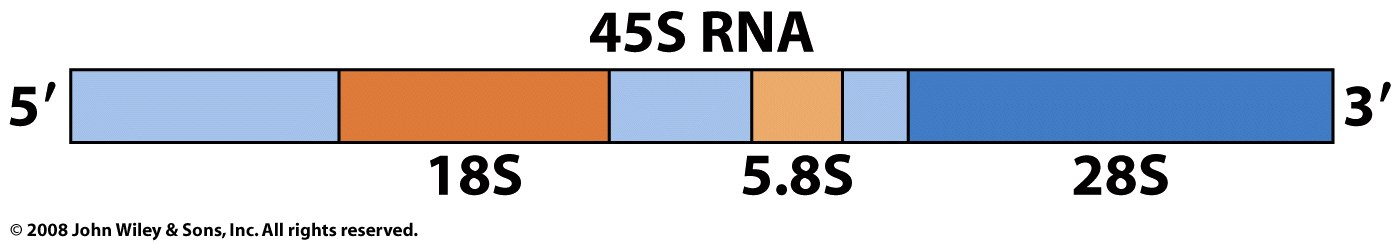 45S RNA
5′ 3′
18S 5.8S 28S
© 2008 John Wiley & Sons, Inc. All rights reserved.